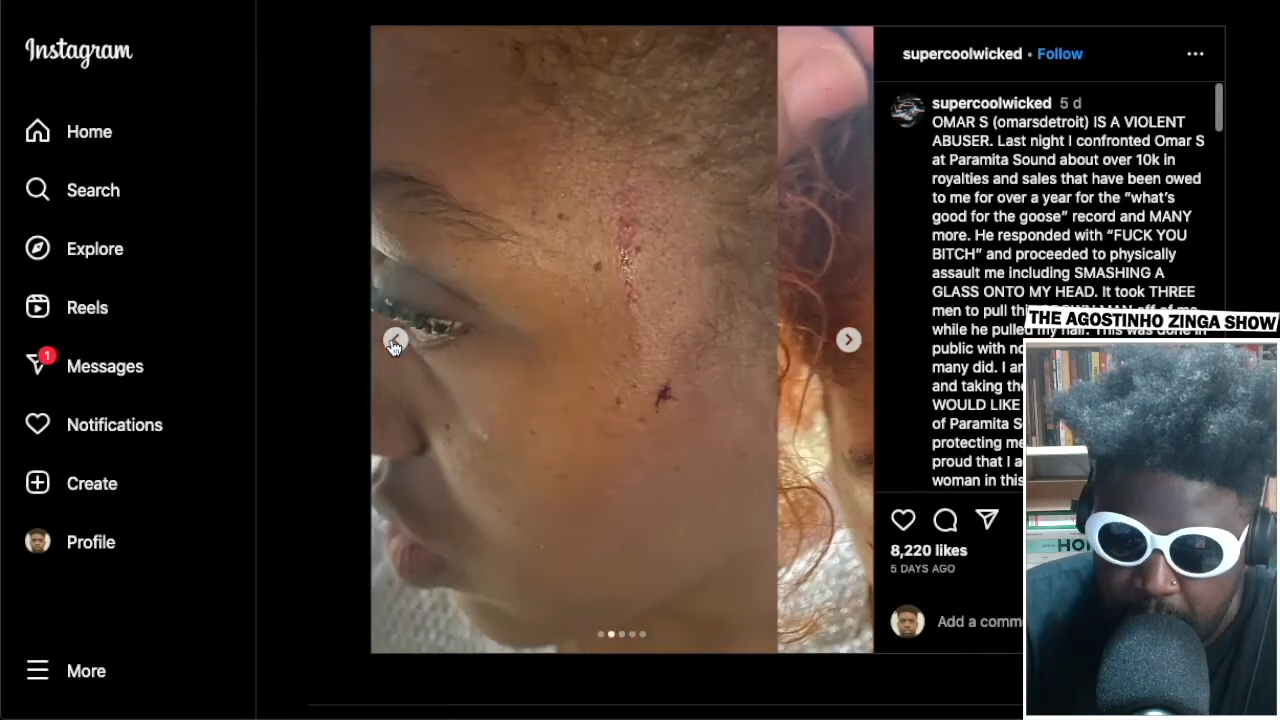 Instagram
Home
Search
Explore
Reels
1
Messages
Notifications
Create
Profile
More
supercoolwicked • Follow
supercoolwicked 5 d
OMAR S (omarsdetroit) IS A VIOLENT
ABUSER. Last night I confronted Omar S
at Paramita Sound about over 10k in
royalties and sales that have been owed
to me for over a year for the “what’s
good for the goose” record and MANY
more. He responded with “FUCK YOU
BITCH” and proceeded to physically
assault me including SMASHING A
GLASS ONTO MY HEAD. It took THREE
men to pull
while he pulled my hair. This was done in
public with
many did. I
and taking
WOULD LIKE
of Paramita
protecting me
proud that I
woman in this
8,220 likes
5 DAYS AGO
Add a
THE AGOSTINHO ZINGA SHOW